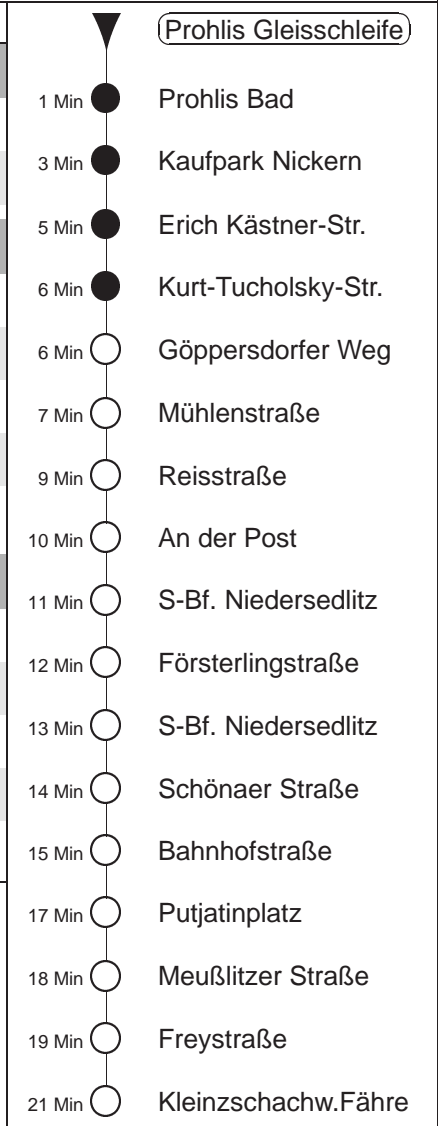 Prohlis Gleisschleife
1 Min Prohlis Bad
3 Min Kaufpark Nickern
5 Min Erich Kästner-Str.
6 Min Kurt-Tucholsky-Str.
6 Min Göppersdorfer Weg
7 Min Mühlenstraße
9 Min Reisstraße
10 Min An der Post
11 Min S-Bf. Niedersedlitz
12 Min Försterlingstraße
13 Min S-Bf. Niedersedlitz
14 Min Schönaer Straße
15 Min Bahnhofstraße
17 Min Putjatinplatz
18 Min Meußlitzer Straße
19 Min Freystraße
21 Min Kleinzschachw.Fähre